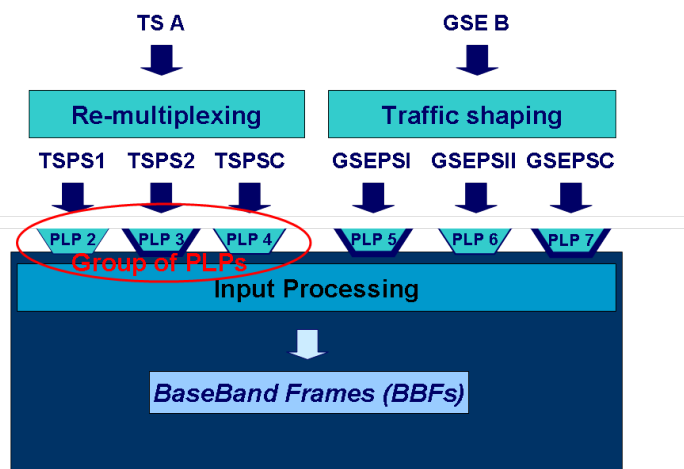 TS A
GSE B
Re-multiplexing
Traffic shaping
TSPS1 TSPS2 TSPSC GSEPSI GSEPSII GSEPSC
PLP 2 PLP 3 PLP 4 PLP 5 PLP 6 PLP 7
Group of PLPs
Input Processing
BaseBand Frames (BBFs)